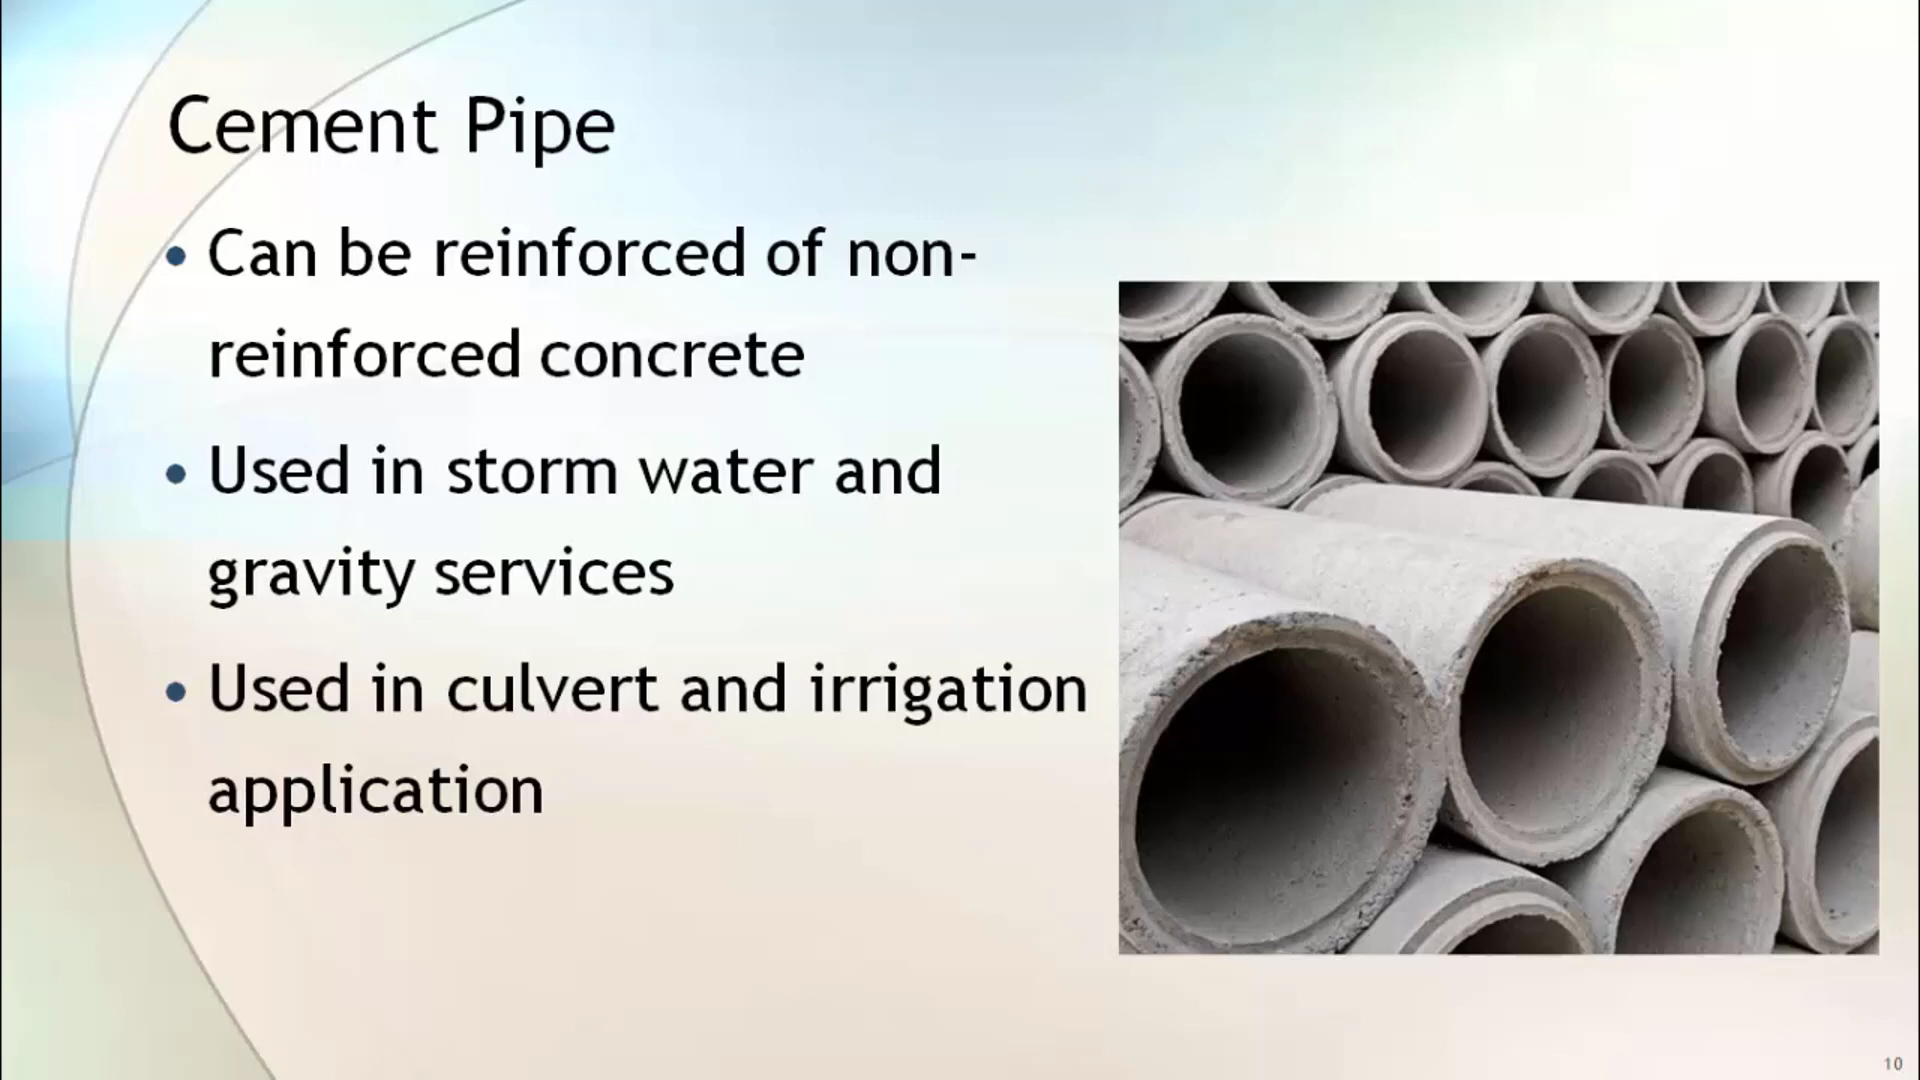 Cement Pipe
• Can be reinforced of non-
reinforced concrete
• Used in storm water and
gravity services
• Used in culvert and irrigation
application
10